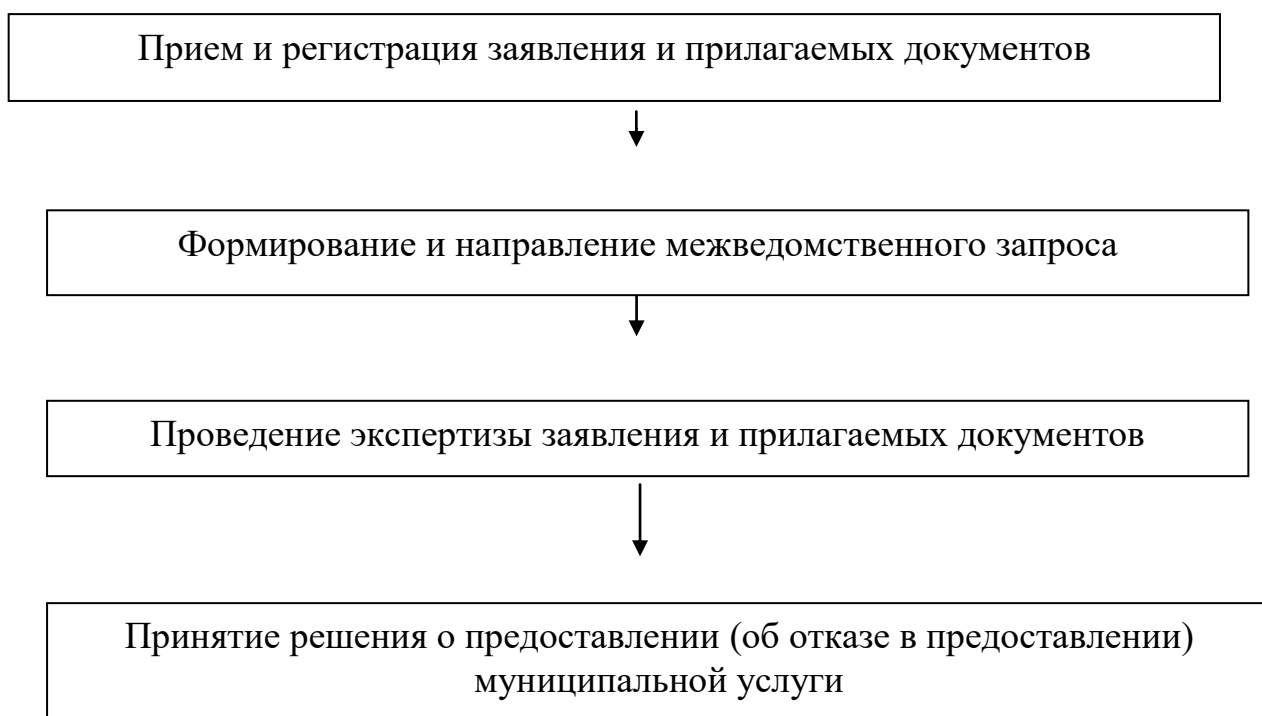 Прием и регистрация заявления и прилагаемых документов
Формирование и направление межведомственного запроса
Проведение экспертизы заявления и прилагаемых документов
Принятие решения о предоставлении (об отказе в предоставлении)
муниципальной услуги